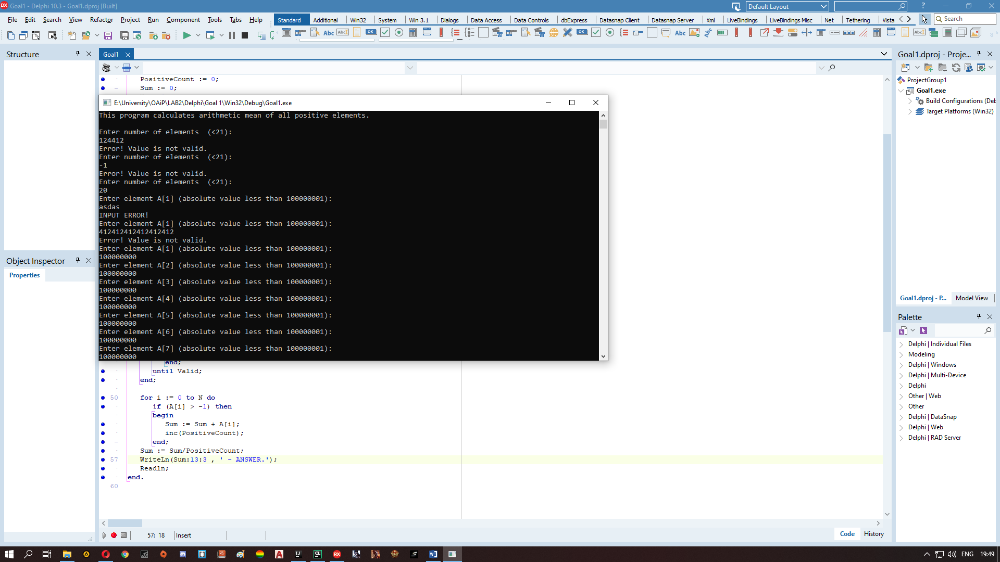 Goal1 - Delphi 10.3 - Goal1.dproj [Built]
Default Layout
File Edit Search View Refactor Project Run Component Tools Tabs Help
Standard Additional Win32 System Win 3.1 Dialogs Data Access Data Controls dbExpress Datasnap Client Datasnap Server Xml LiveBindings LiveBindings Misc Net Tethering Vista
Search
Structure
Goal1
Goal1.dproj - Proje...
ProjectGroup1
Goal1.exe
Build Configurations (Deb
Target Platforms (Win32)
PositiveCount := 0;
Sum := 0;
E:\University\OAiP\LAB2\Delphi\Goal 1\Win32\Debug\Goal1.exe
This program calculates arithmetic mean of all positive elements.
Enter number of elements  (<21):
124412
Error! Value is not valid.
Enter number of elements  (<21):
-1
Error! Value is not valid.
Enter number of elements  (<21):
20
Enter element A[1] (absolute value less than 100000001):
asdas
INPUT ERROR!
Enter element A[1] (absolute value less than 100000001):
412412412412412412
Error! Value is not valid.
Enter element A[1] (absolute value less than 100000001):
100000000
Enter element A[2] (absolute value less than 100000001):
100000000
Enter element A[3] (absolute value less than 100000001):
100000000
Enter element A[4] (absolute value less than 100000001):
100000000
Enter element A[5] (absolute value less than 100000001):
100000000
Enter element A[6] (absolute value less than 100000001):
100000000
Enter element A[7] (absolute value less than 100000001):
100000000
end;
until Valid;
end;
50 for i := 0 to N do
if (A[i] > -1) then
begin
Sum := Sum + A[i];
inc(PositiveCount);
end;
Sum := Sum/PositiveCount;
57 WriteLn(Sum:13:3 , ' - ANSWER.');
Readln;
end.
60
Object Inspector
Properties
Goal1.dproj - P... Model View
Palette
Delphi | Individual Files
Modeling
Delphi | Windows
Delphi | Multi-Device
Delphi
Other | Web
Other
Delphi | DataSnap
Delphi | Web
Delphi | RAD Server
57: 18 Insert
Code History
ENG 19:49